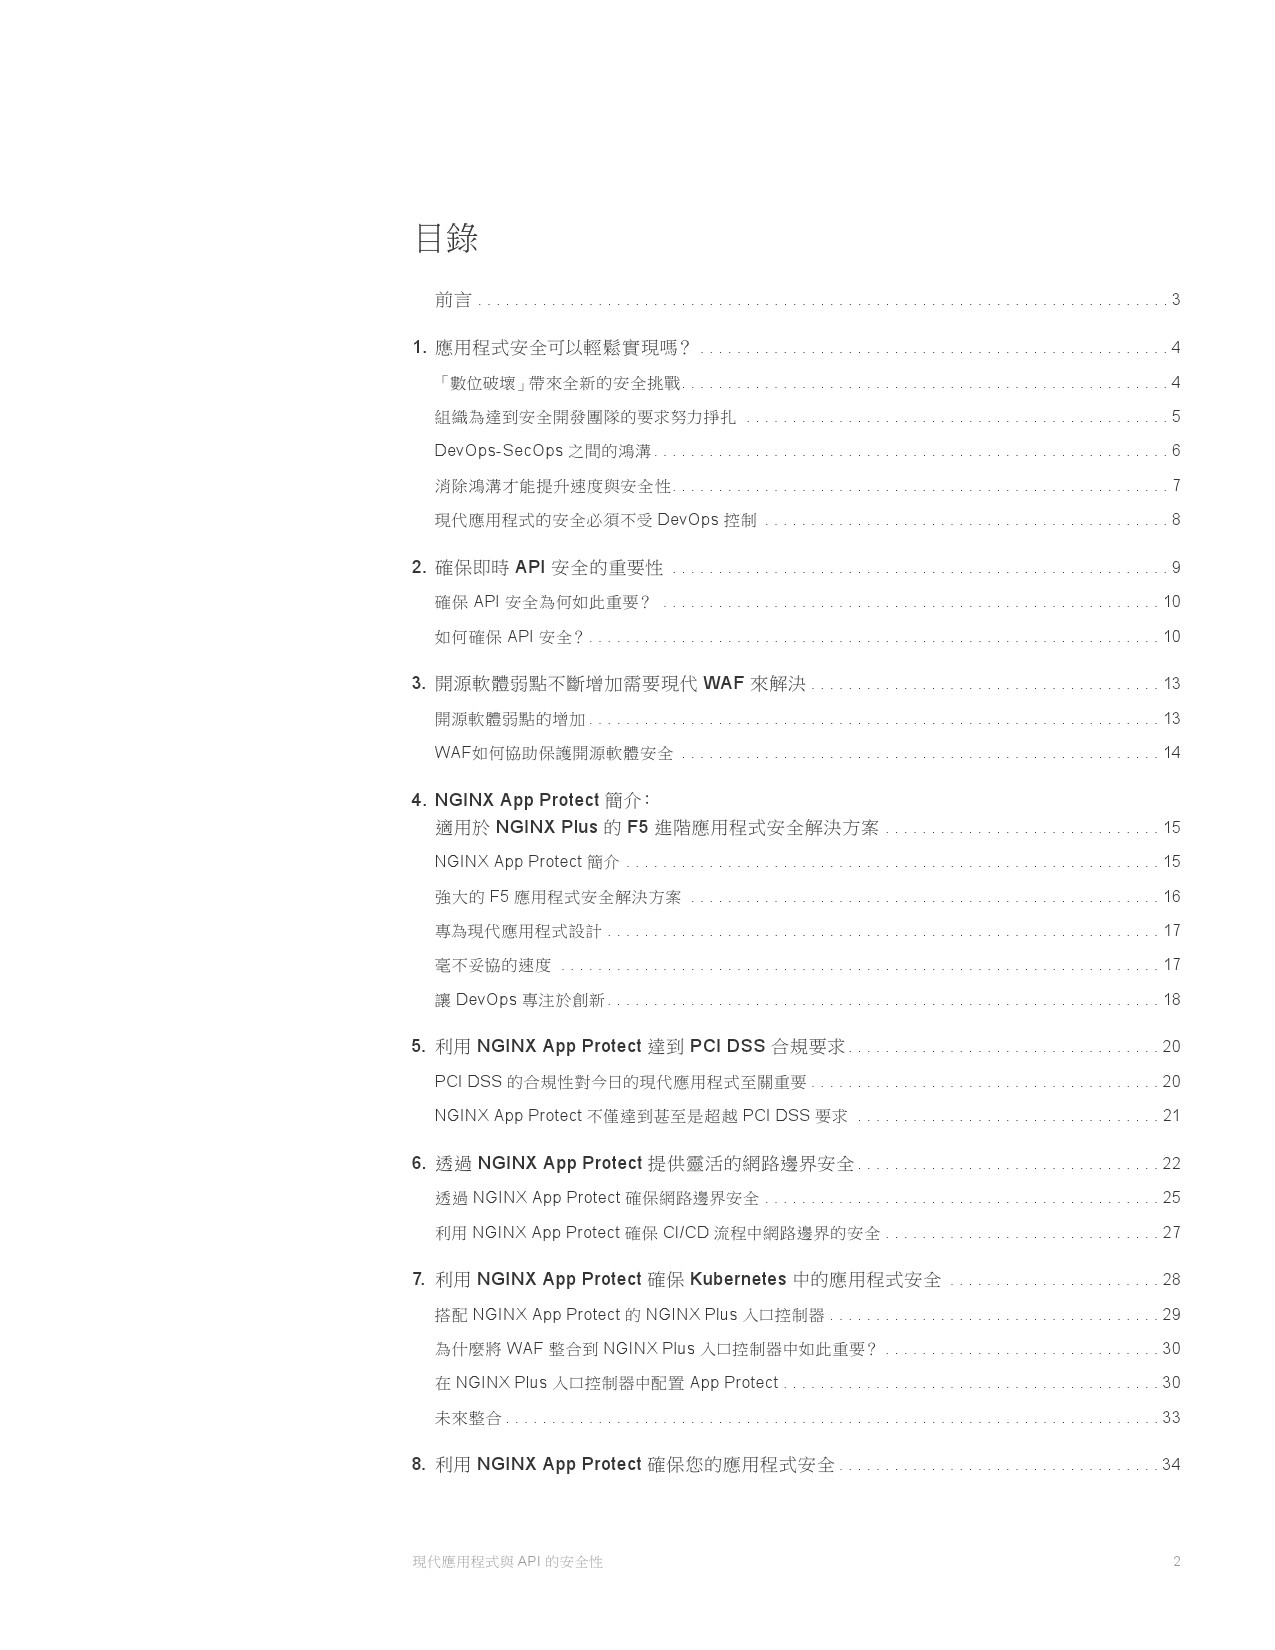 目錄
前言 . . . . . . . . . . . . . . . . . . . . 3
1. 應用程式安全可以輕鬆實現嗎? . . . . . . . . . . . . . . . . . . . . 4
「數位破壞」帶來全新的安全挑戰. . . . . . . . . . . . . . . . . . . . 4
組織為達到安全開發團隊的要求努力掙扎 . . . . . . . . . . . . . . . . . . . . 5
DevOps-SecOps 之間的鴻溝 . . . . . . . . . . . . . . . . . . . . 6
消除鴻溝才能提升速度與安全性. . . . . . . . . . . . . . . . . . . . 7
現代應用程式的安全必須不受 DevOps 控制 . . . . . . . . . . . . . . . . . . . . 8
2. 確保即時 API 安全的重要性 . . . . . . . . . . . . . . . . . . . . 9
確保 API 安全為何如此重要? . . . . . . . . . . . . . . . . . . . . 10
如何確保 API 安全? . . . . . . . . . . . . . . . . . . . . 10
3. 開源軟體弱點不斷增加需要現代 WAF 來解決 . . . . . . . . . . . . . . . . . . . . 13
開源軟體弱點的增加 . . . . . . . . . . . . . . . . . . . . 13
WAF如何協助保護開源軟體安全 . . . . . . . . . . . . . . . . . . . . 14
4. NGINX App Protect 簡介:
適用於 NGINX Plus 的 F5 進階應用程式安全解決方案 . . . . . . . . . . . . . . . . . . . . 15
NGINX App Protect 簡介 . . . . . . . . . . . . . . . . . . . . 15
強大的 F5 應用程式安全解決方案 . . . . . . . . . . . . . . . . . . . . 16
專為現代應用程式設計 . . . . . . . . . . . . . . . . . . . . 17
毫不妥協的速度 . . . . . . . . . . . . . . . . . . . . 17
讓 DevOps 專注於創新. . . . . . . . . . . . . . . . . . . . 18
5. 利用 NGINX App Protect 達到 PCI DSS 合規要求 . . . . . . . . . . . . . . . . . . . . 20
PCI DSS 的合規性對今日的現代應用程式至關重要 . . . . . . . . . . . . . . . . . . . . 20
NGINX App Protect 不僅達到甚至是超越 PCI DSS 要求 . . . . . . . . . . . . . . . . . . . . 21
6. 透過 NGINX App Protect 提供靈活的網路邊界安全 . . . . . . . . . . . . . . . . . . . . 22
透過 NGINX App Protect 確保網路邊界安全 . . . . . . . . . . . . . . . . . . . . 25
利用 NGINX App Protect 確保 CI/CD 流程中網路邊界的安全 . . . . . . . . . . . . . . . . . . . . 27
7. 利用 NGINX App Protect 確保 Kubernetes 中的應用程式安全 . . . . . . . . . . . . . . . . . . . . 28
搭配 NGINX App Protect 的 NGINX Plus 入口控制器 . . . . . . . . . . . . . . . . . . . . 29
為什麼將 WAF 整合到 NGINX Plus 入口控制器中如此重要? . . . . . . . . . . . . . . . . . . . . 30
在 NGINX Plus 入口控制器中配置 App Protect . . . . . . . . . . . . . . . . . . . . 30
未來整合 . . . . . . . . . . . . . . . . . . . . 33
8. 利用 NGINX App Protect 確保您的應用程式安全 . . . . . . . . . . . . . . . . . . . . 34
現代應用程式與 API 的安全性 2